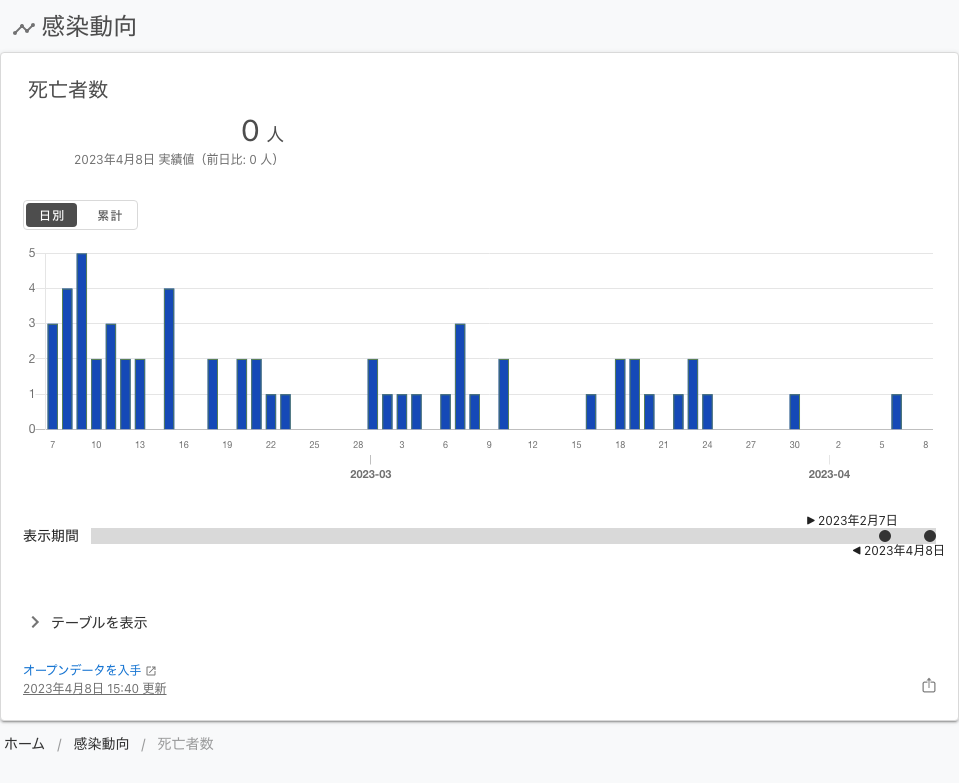 感染動向
死亡者数
0 人
2023年4月8日 実績値（前日比: 0 人）
日別 累計
5
4
3
2
1
0
7 10 13 16 19 22 25 28 3 6 9 12 15 18 21 24 27 30 2 5 8
2023-03 2023-04
▶ 2023年2月7日
表示期間
◀ 2023年4月8日
テーブルを表示
オープンデータを入手
2023年4月8日 15:40 更新
ホーム / 感染動向 / 死亡者数